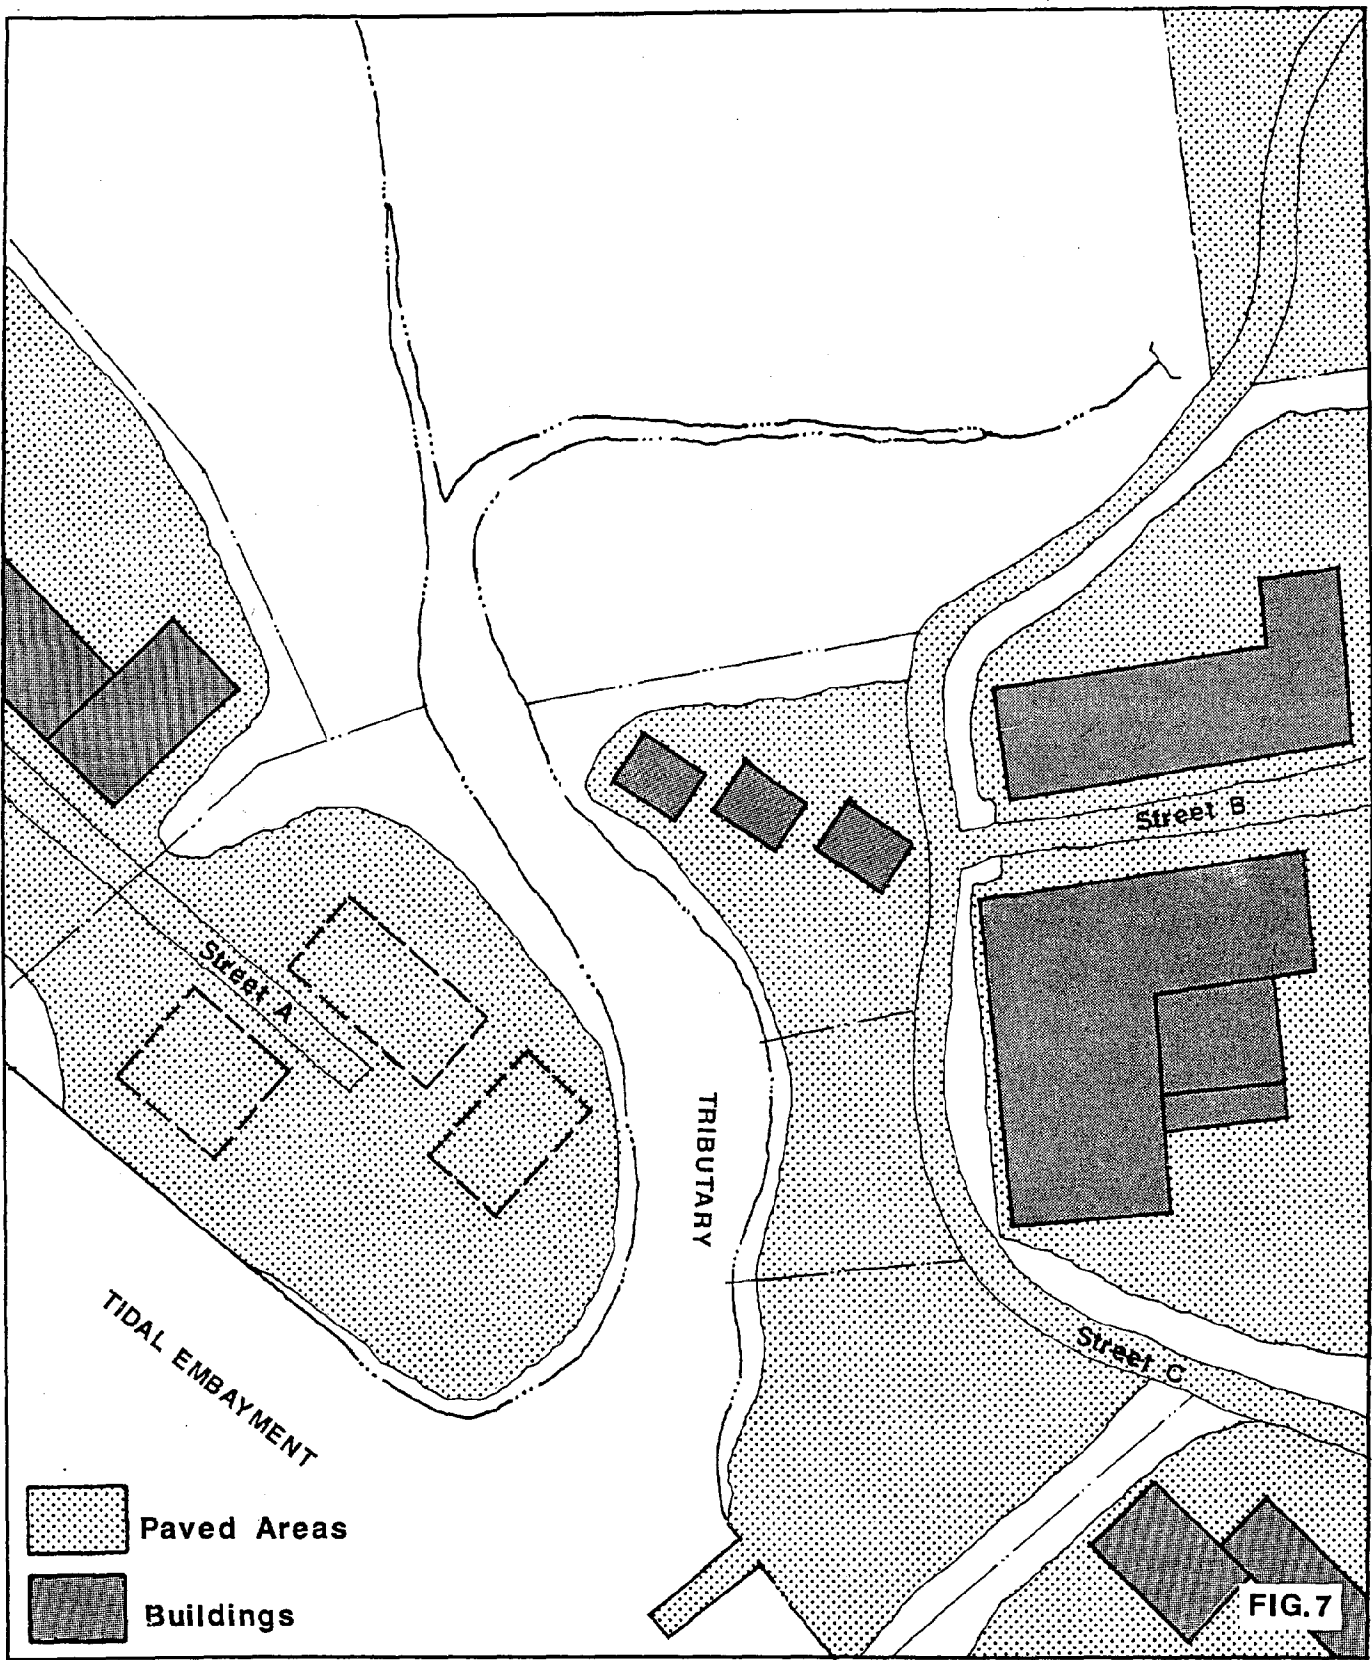 Street B
Street A
TRIBUTARY
TIDAL EMBAYMENT
Street C
Paved Areas
Buildings
FIG. 7